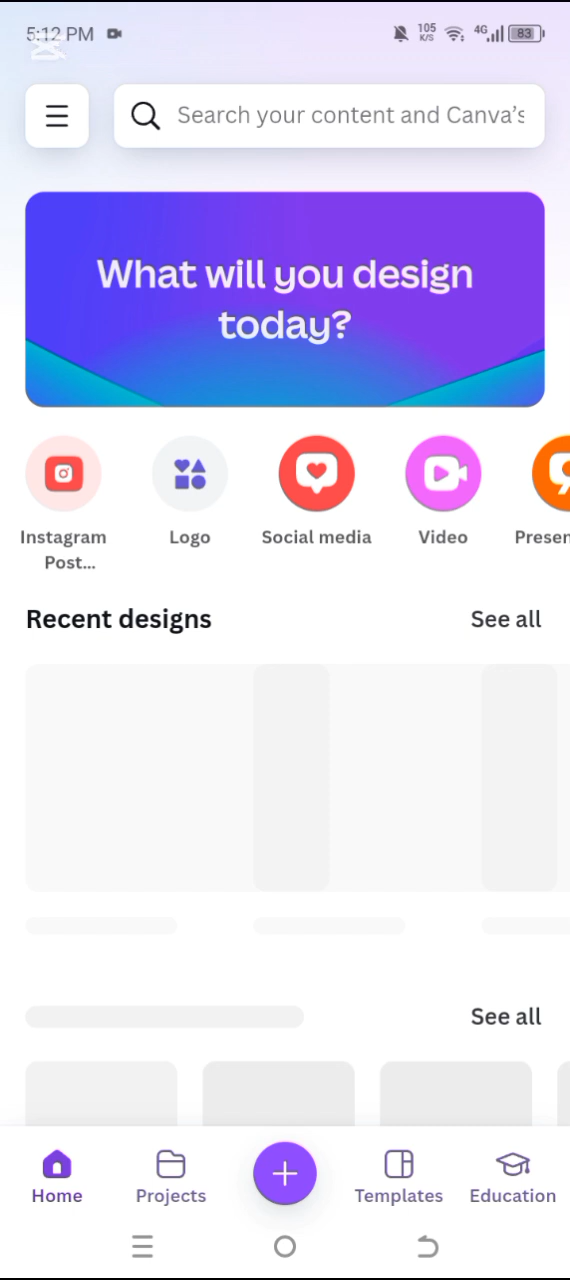 5:12 PM
105
K/S
4G
83
Search your content and Canva's
What will you design
today?
Instagram
Post...
Logo
Social media
Video
Presen
Recent designs
See all
See all
Home
Projects
Templates
Education